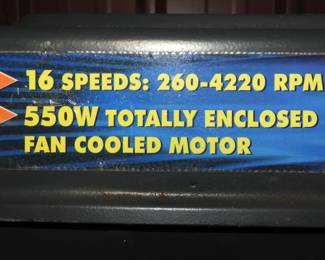 16 SPEEDS: 260-4220 RPM
550W TOTALLY ENCLOSED
FAN COOLED MOTOR